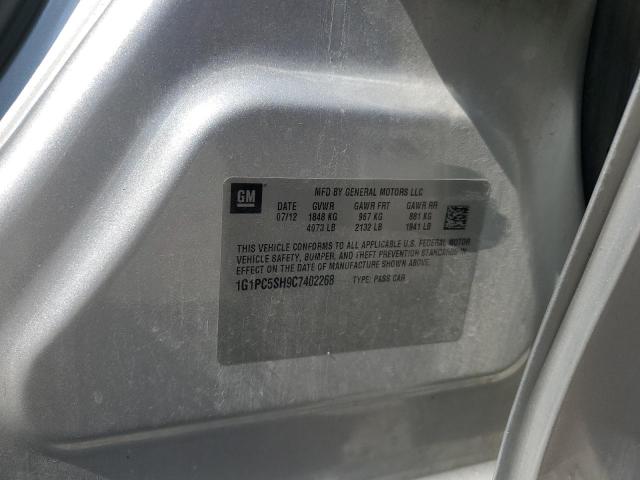 GM
MFD BY GENERAL MOTORS LLC
DATE GVWR GAWR FRT GAWR RR
07/12 1848 KG 967 KG 881 KG
4073 LB 2132 LB 1941 LB
THIS VEHICLE CONFORMS TO ALL APPLICABLE U.S. FEDERAL MOTOR
VEHICLE SAFETY, BUMPER, AND THEFT PREVENTION STANDARDS IN
EFFECT ON THE DATE OF MANUFACTURE SHOWN ABOVE.
1G1PC5SH9C7402268 TYPE: PASS CAR